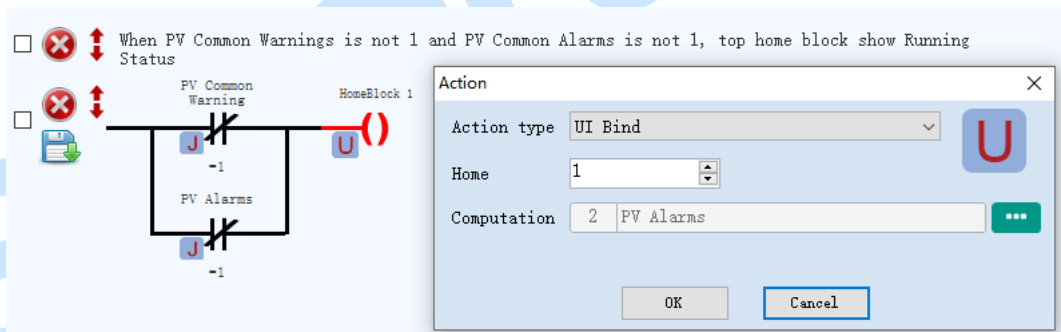 When PV Common Warnings is not 1 and PV Common Alarms is not 1, top home block show Running
Status
PV Common
Warning
HomeBlock 1
J
U
=1
PV Alarms
J
=1
Action
Action type UI Bind
U
Home 1
Computation 2 PV Alarms ...
OK Cancel